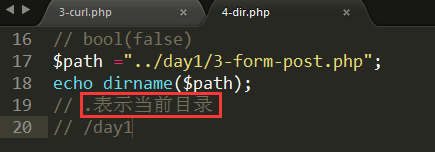 3-curl.php × 4-dir.php ×
16 // bool(false)
17 $path ="../day1/3-form-post.php";
18 echo dirname($path);
19 // .表示当前目录
20 // /day1